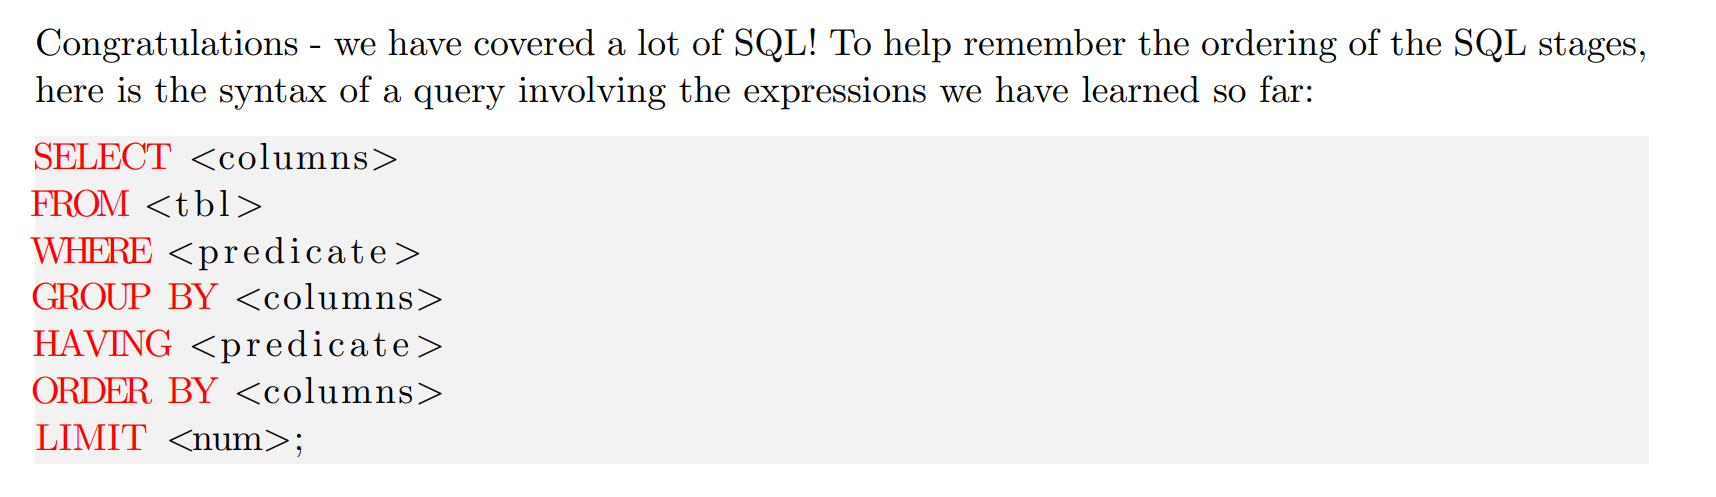 Congratulations - we have covered a lot of SQL! To help remember the ordering of the SQL stages,
here is the syntax of a query involving the expressions we have learned so far:
SELECT <columns>
FROM <tbl>
WHERE <predicate>
GROUP BY <columns>
HAVING <predicate>
ORDER BY <columns>
LIMIT <num>;